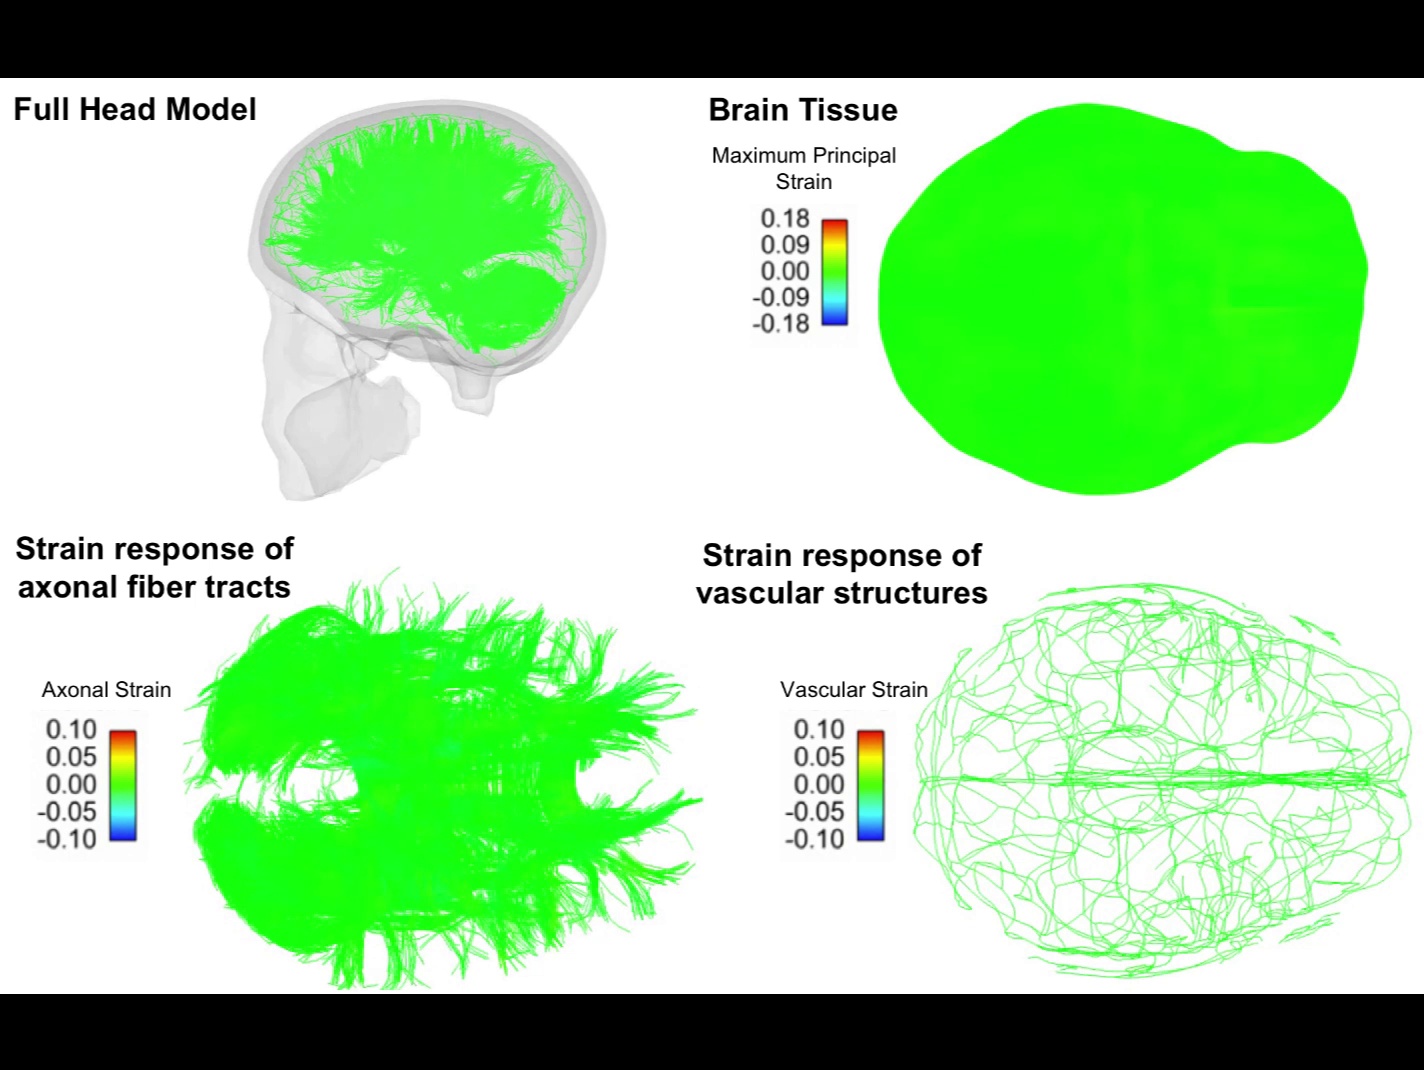 Full Head Model
Brain Tissue
Maximum Principal
Strain
0.18
0.09
0.00
-0.09
-0.18
Strain response of
axonal fiber tracts
Axonal Strain
0.10
0.05
0.00
-0.05
-0.10
Strain response of
vascular structures
Vascular Strain
0.10
0.05
0.00
-0.05
-0.10